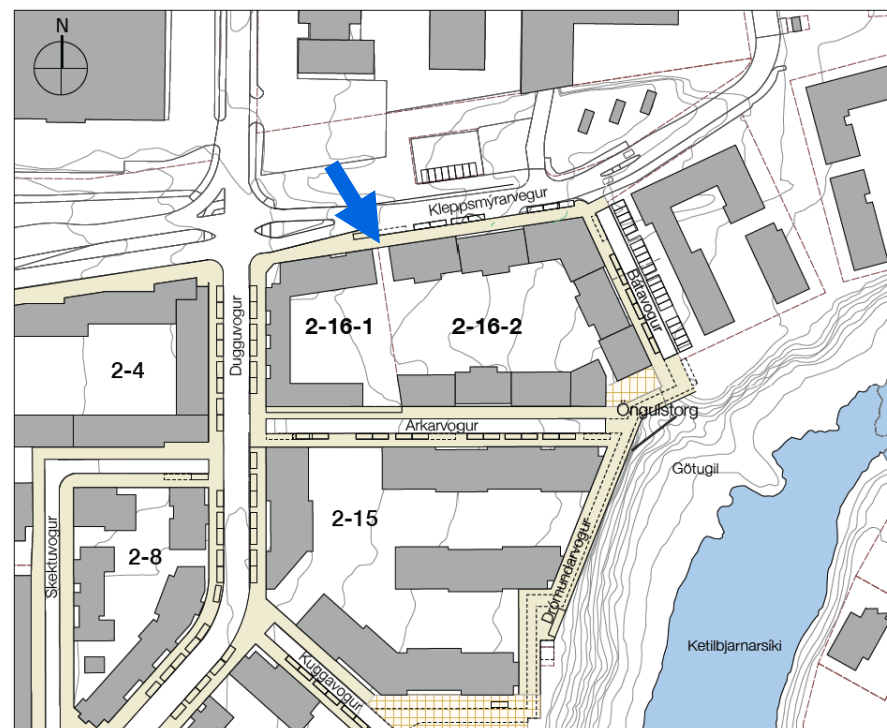 N
Kleppsmýrarvegur
Bátavogur
Dugguvogur
2-16-1
2-16-2
2-4
Öngulstorg
Arkarvogur
Götugil
2-15
Skektuvogur
2-8
Drómundarvogur
Ketilbjarnarsíki
Kuggavogur